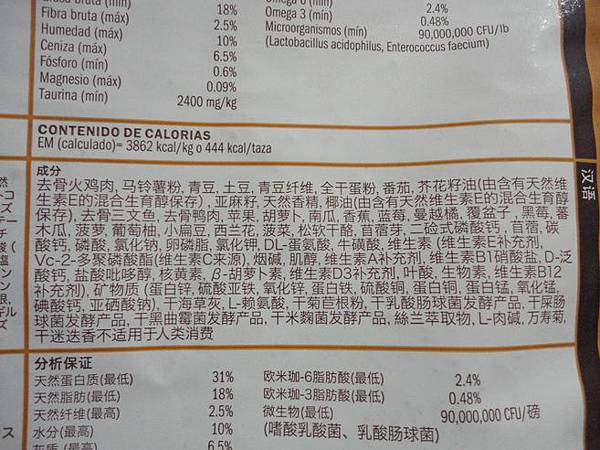 Fibra bruta (máx)
18%
Humedad (máx)
2.5%
Ceniza (máx)
10%
Fósforo (mín)
6.5%
Magnesio (máx)
0.6%
Taurina (mín)
0.09%
2400 mg/kg
2.4%
Omega 3 (mín)
0.48%
Microorganismos (mín)
90,000,000 CFU/lb
(Lactobacillus acidophilus, Enterococcus faecium)
CONTENIDO DE CALORIAS
EM (calculado)= 3862 kcal/kg o 444 kcal/taza
汉语
成分
去骨火鸡肉, 马铃薯粉, 青豆, 土豆, 青豆纤维, 全干蛋粉, 番茄, 芥花籽油(由含有天然维
生素E的混合生育醇保存) , 亚麻籽, 天然香精, 椰油(由含有天然维生素E的混合生育醇
保存), 去骨三文鱼, 去骨鸭肉, 苹果, 胡萝卜, 南瓜, 香蕉, 蓝莓, 曼越橘, 覆盆子 , 黑莓, 番
木瓜, 菠萝, 葡萄柚, 小扁豆, 西兰花, 菠菜, 松软干酪, 苜蓿芽, 二硷式磷酸钙 , 苜蓿, 碳
酸钙, 磷酸, 氯化钠, 卵磷脂, 氯化钾, DL-蛋氨酸, 牛磺酸, 维生素 (维生素E补充剂,
Vc-2-多聚磷酸酯(维生素C来源), 烟碱, 肌醇, 维生素A补充剂, 维生素B1硝酸盐, D-泛
酸钙, 盐酸吡哆醇, 核黄素, β-胡萝卜素, 维生素D3补充剂, 叶酸, 生物素, 维生素B12
补充剂), 矿物质 (蛋白锌, 硫酸亚铁, 氧化锌, 蛋白铁, 硫酸铜, 蛋白铜, 蛋白锰, 氧化锰,
碘酸钙, 亚硒酸钠), 干海草灰, L-赖氨酸, 干菊苣根粉, 干乳酸肠球菌发酵产品, 干屎肠
球菌发酵产品, 干黑曲霉菌发酵产品, 干米麴菌发酵产品, 絲兰萃取物, L-肉碱, 万寿菊,
干迷迭香不适用于人类消费
分析保证
天然蛋白质(最低)
31%
欧米珈-6脂肪酸(最低)
2.4%
天然脂肪(最低)
18%
欧米珈-3脂肪酸(最低)
0.48%
天然纤维(最高)
2.5%
微生物(最低)
90,000,000 CFU/磅
水分(最高)
10%
(嗜酸乳酸菌、乳酸肠球菌)
灰质 (最高)
6.5%